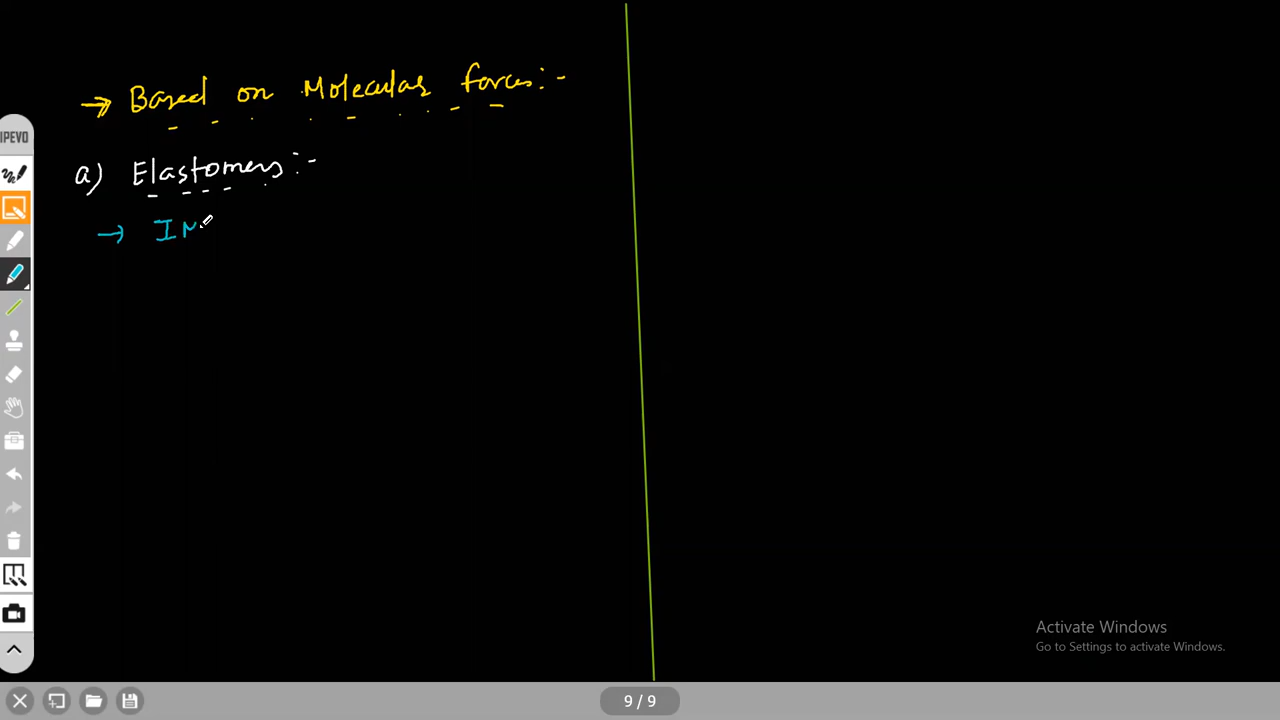 → Based on Molecular forces:-
a) Elastomers:-
→ IM
IPEVO
Activate Windows
Go to Settings to activate Windows.
9 / 9